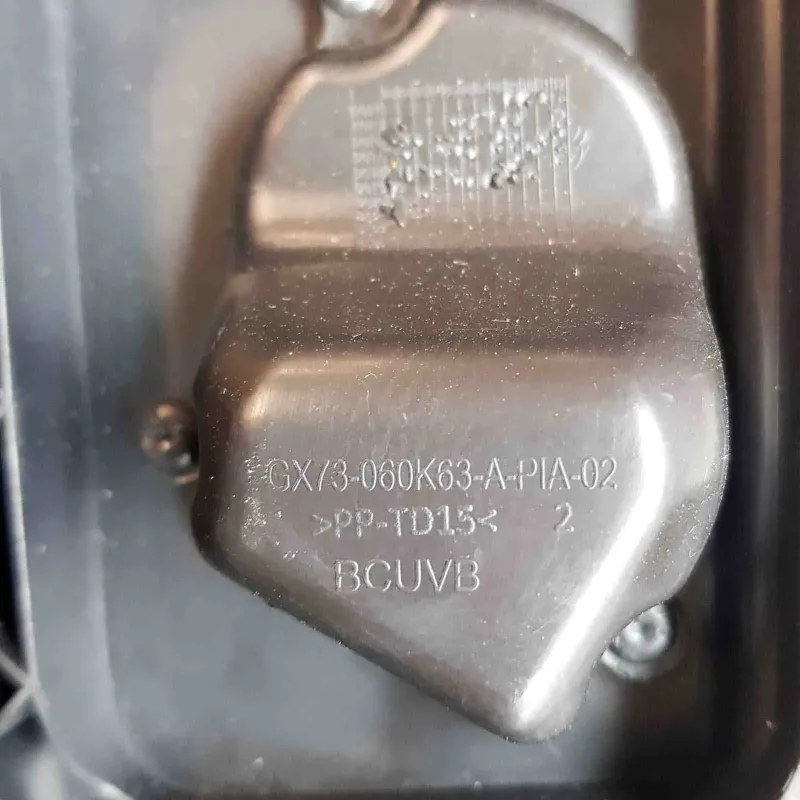 GX73-060K63-A-PIA-02
>PP-TD15< 2
BCUVB